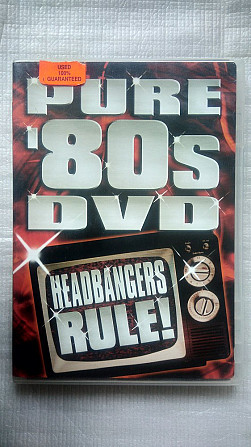 USED
100%
GUARANTEED
PURE
'80s
DVD
HEADBANGERS
RULE!